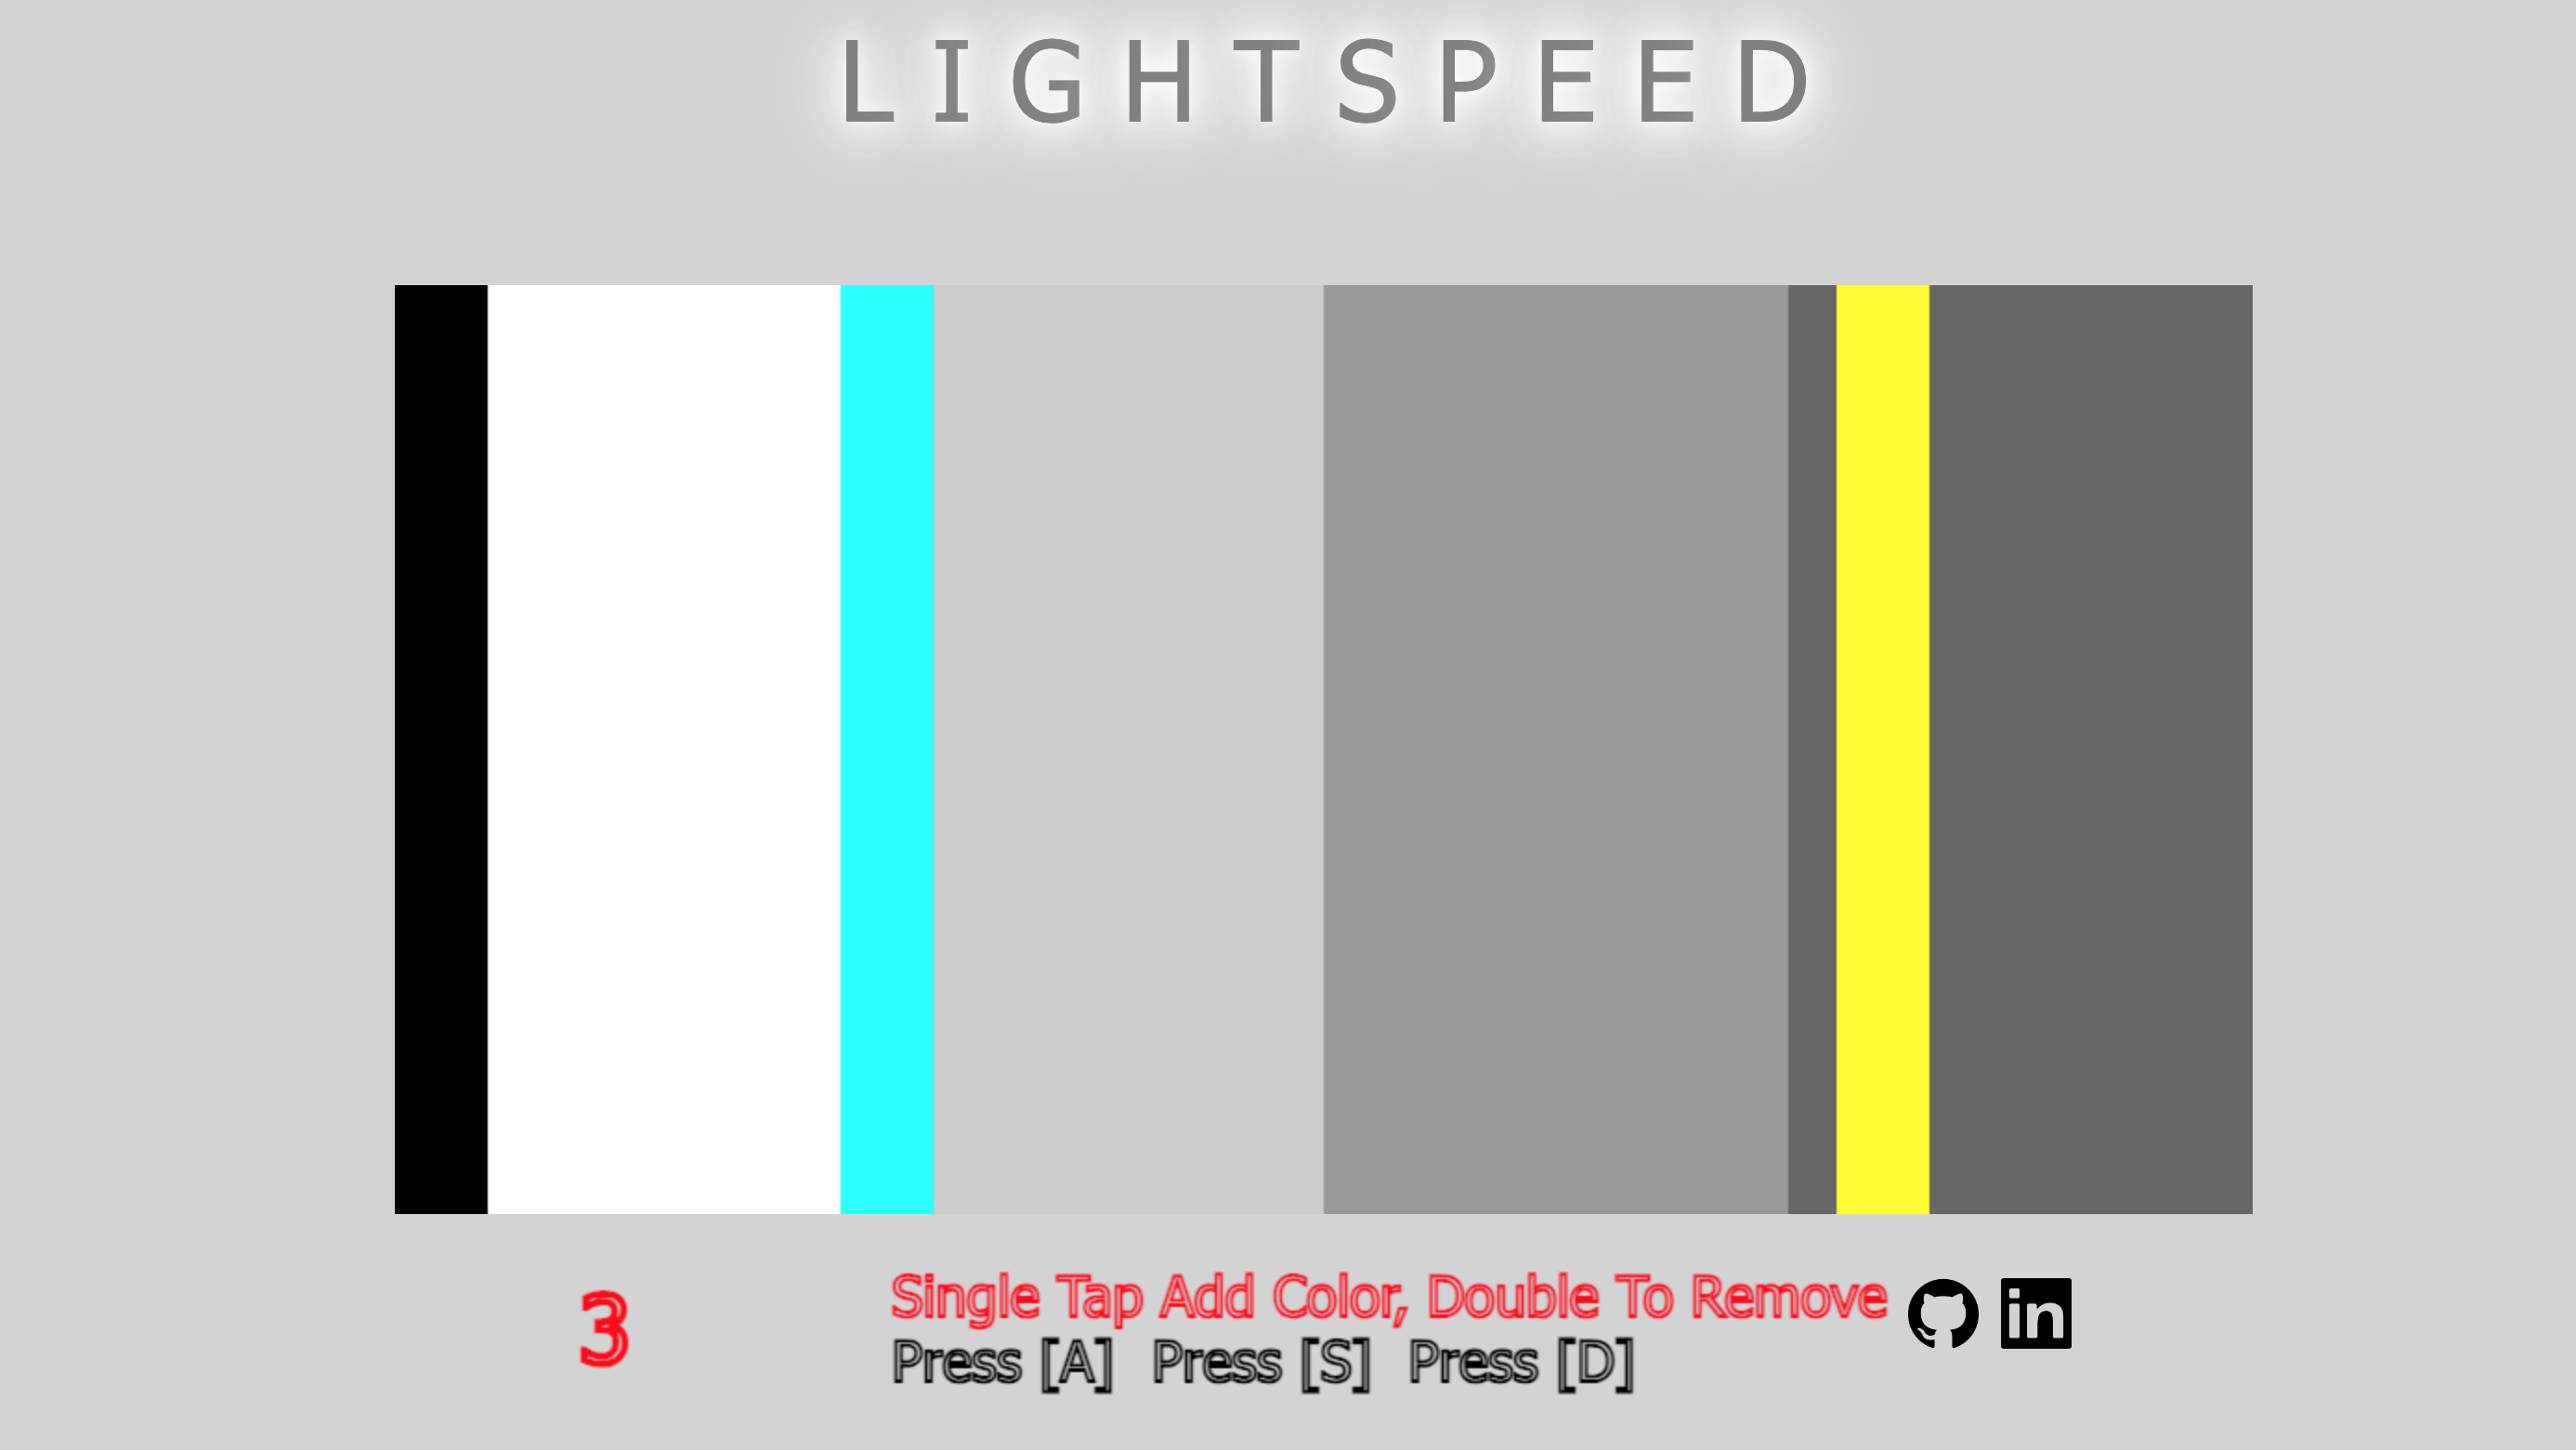 LIGHTSPEED
3
Single Tap Add Color, Double To Remove
Press [A] Press [S] Press [D]
in